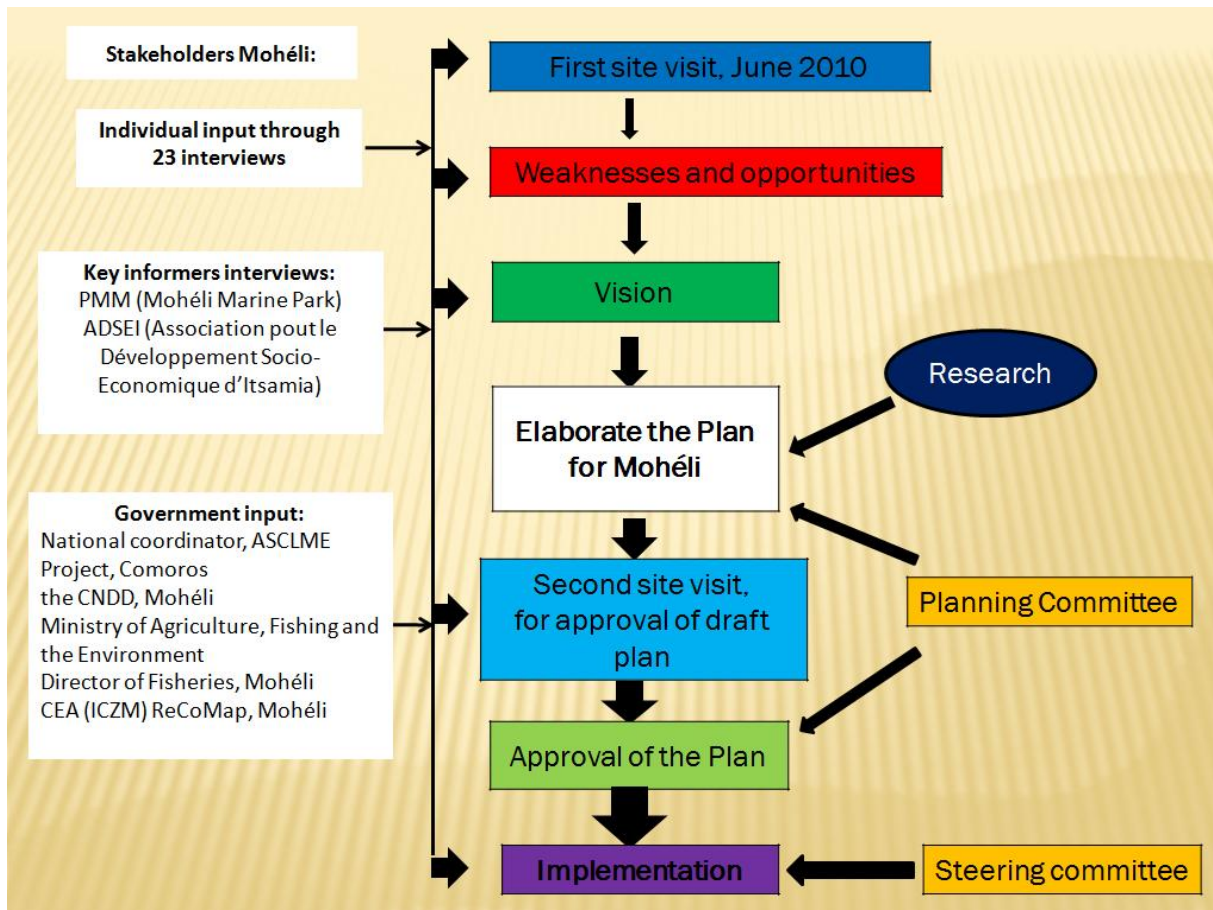 Stakeholders Mohéli:
Individual input through
23 interviews
Key informers interviews:
PMM (Mohéli Marine Park)
ADSEI (Association pout le
Développement Socio-
Economique d’Itsamia)
Government input:
National coordinator, ASCLME
Project, Comoros
the CNDD, Mohéli
Ministry of Agriculture, Fishing and
the Environment
Director of Fisheries, Mohéli
CEA (ICZM) ReCoMap, Mohéli
First site visit, June 2010
Weaknesses and opportunities
Vision
Elaborate the Plan
for Mohéli
Second site visit,
for approval of draft
plan
Approval of the Plan
Implementation
Research
Planning Committee
Steering committee